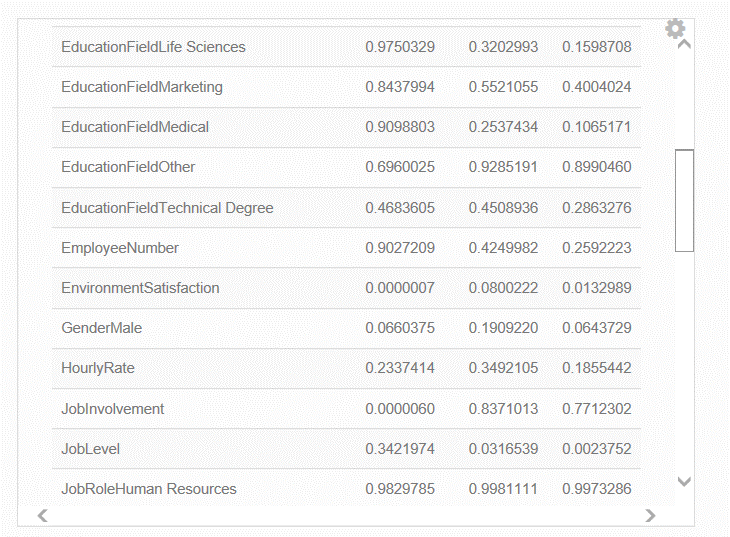 EducationFieldLife Sciences 0.9750329 0.3202993 0.1598708
EducationFieldMarketing 0.8437994 0.5521055 0.4004024
EducationFieldMedical 0.9098803 0.2537434 0.1065171
EducationFieldOther 0.6960025 0.9285191 0.8990460
EducationFieldTechnical Degree 0.4683605 0.4508936 0.2863276
EmployeeNumber 0.9027209 0.4249982 0.2592223
EnvironmentSatisfaction 0.0000007 0.0800222 0.0132989
GenderMale 0.0660375 0.1909220 0.0643729
HourlyRate 0.2337414 0.3492105 0.1855442
JobInvolvement 0.0000060 0.8371013 0.7712302
JobLevel 0.3421974 0.0316539 0.0023752
JobRoleHuman Resources 0.9829785 0.9981111 0.9973286